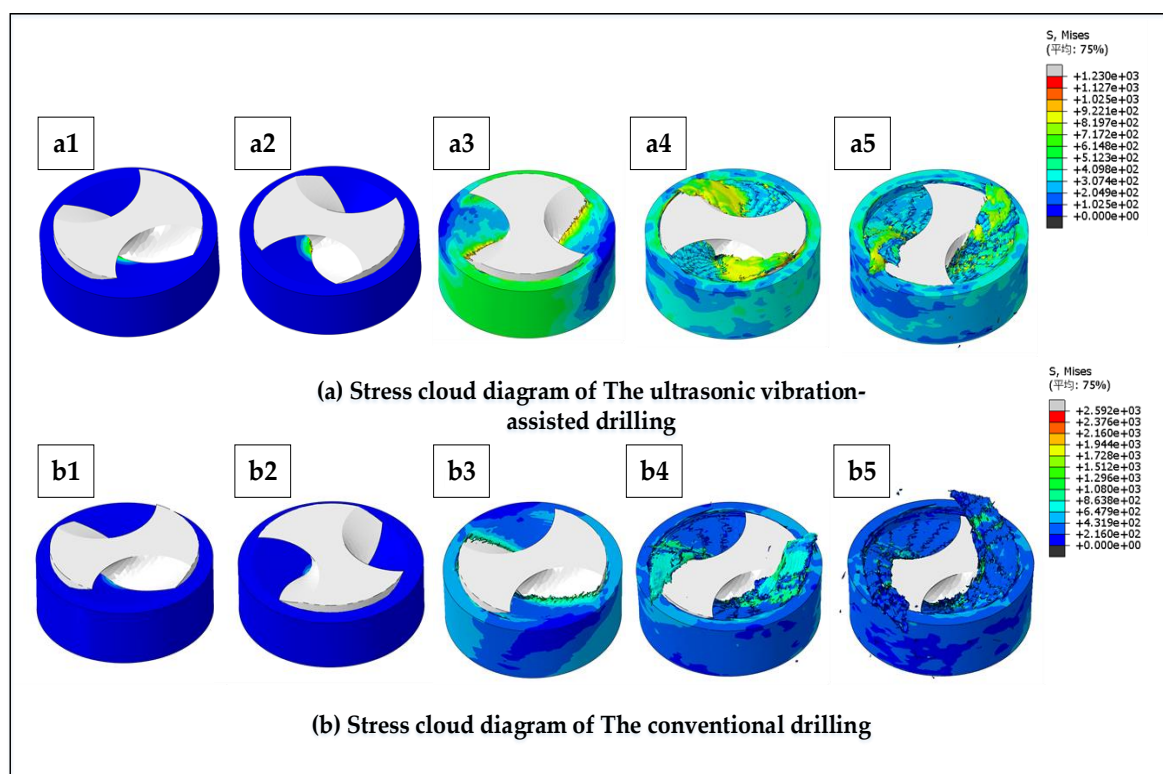 S, Mises
(平均: 75%)
+1.230e+03
+1.127e+03
+1.025e+03
+9.221e+02
+8.197e+02
+7.172e+02
+6.148e+02
+5.123e+02
+4.098e+02
+3.074e+02
+2.049e+02
+1.025e+02
+0.000e+00
a1
a2
a3
a4
a5
(a) Stress cloud diagram of The ultrasonic vibration-
assisted drilling
S, Mises
(平均: 75%)
+2.592e+03
+2.376e+03
+2.160e+03
+1.944e+03
+1.728e+03
+1.512e+03
+1.296e+03
+1.080e+03
+8.638e+02
+6.479e+02
+4.319e+02
+2.160e+02
+0.000e+00
b1
b2
b3
b4
b5
(b) Stress cloud diagram of The conventional drilling